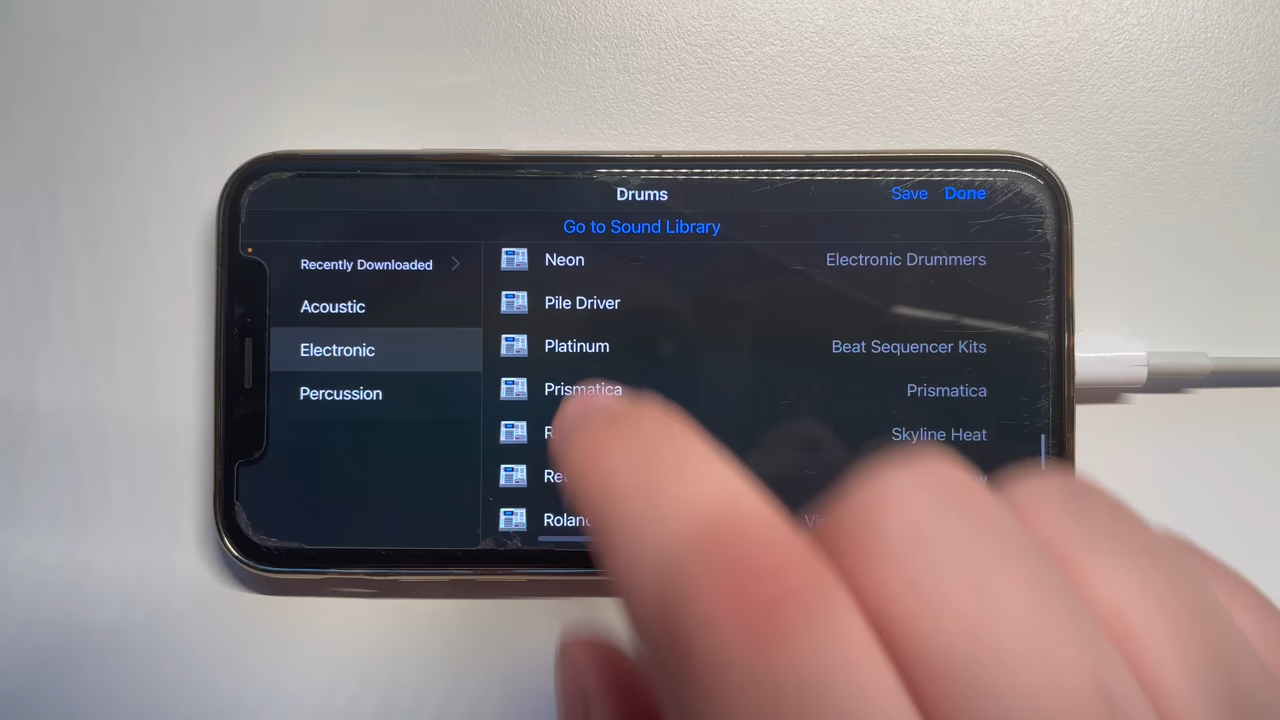 Drums
Save Done
Go to Sound Library
Recently Downloaded
Acoustic
Electronic
Percussion
Neon Electronic Drummers
Pile Driver
Platinum Beat Sequencer Kits
Prismatica Prismatica
Skyline Heat